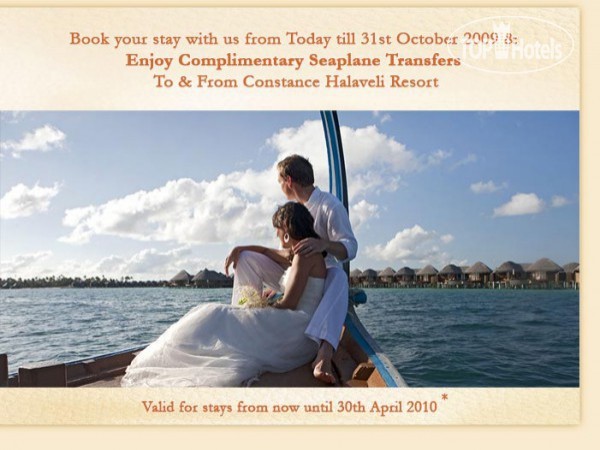 Book your stay with us from Today till 31st October 2009 &
Enjoy Complimentary Seaplane Transfers
To & From Constance Halaveli Resort
TOP Hotels
Valid for stays from now until 30th April 2010 *